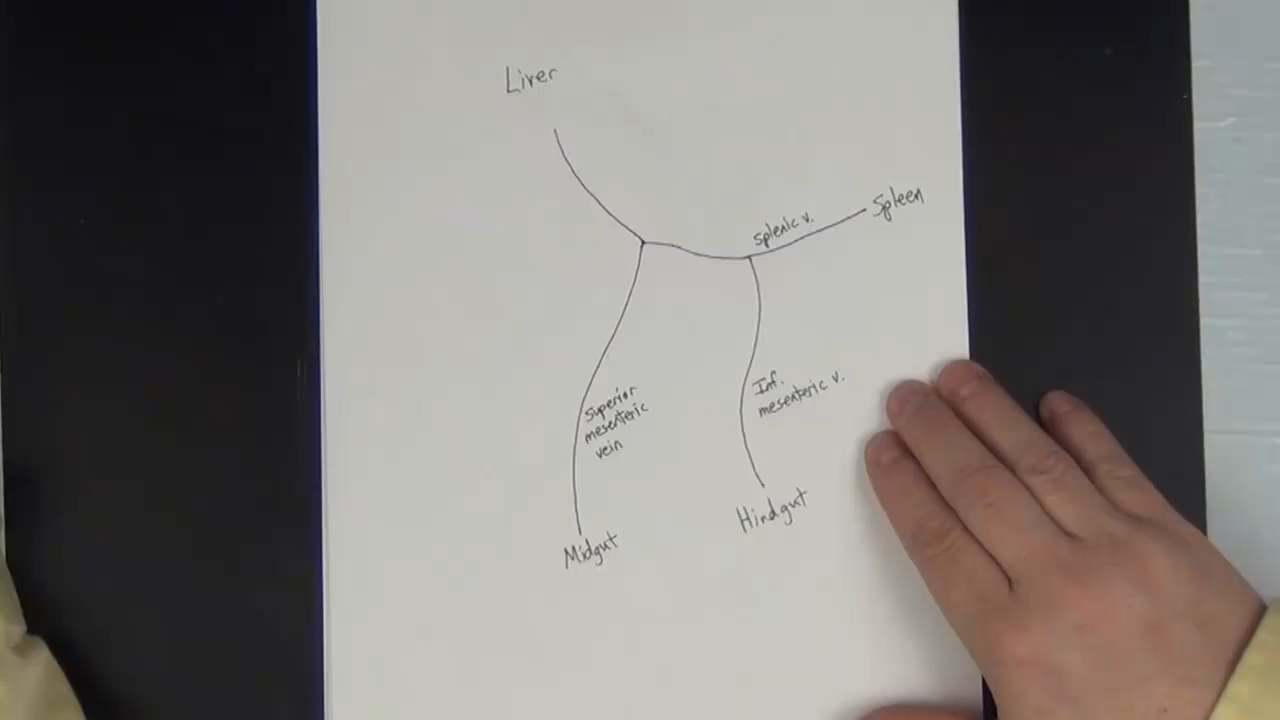 Liver
Spleen
Splenic v.
Superior
mesenteric
vein
Inf.
mesenteric v.
Hindgut
Midgut